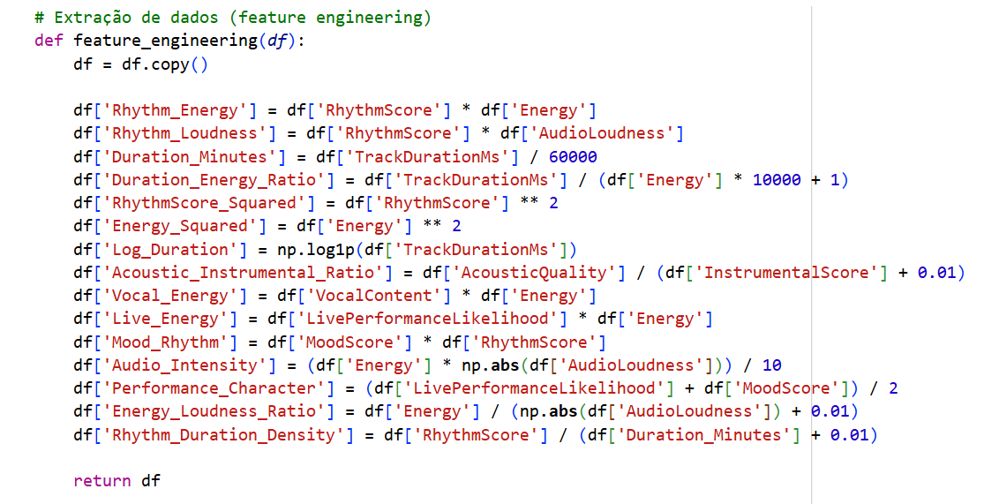 # Extração de dados (feature engineering)
def feature_engineering(df):
    df = df.copy()

    df['Rhythm_Energy'] = df['RhythmScore'] * df['Energy']
    df['Rhythm_Loudness'] = df['RhythmScore'] * df['AudioLoudness']
    df['Duration_Minutes'] = df['TrackDurationMs'] / 60000
    df['Duration_Energy_Ratio'] = df['TrackDurationMs'] / (df['Energy'] * 10000 + 1)
    df['RhythmScore_Squared'] = df['RhythmScore'] ** 2
    df['Energy_Squared'] = df['Energy'] ** 2
    df['Log_Duration'] = np.log1p(df['TrackDurationMs'])
    df['Acoustic_Instrumental_Ratio'] = df['AcousticQuality'] / (df['InstrumentalScore'] + 0.01)
    df['Vocal_Energy'] = df['VocalContent'] * df['Energy']
    df['Live_Energy'] = df['LivePerformanceLikelihood'] * df['Energy']
    df['Mood_Rhythm'] = df['MoodScore'] * df['RhythmScore']
    df['Audio_Intensity'] = (df['Energy'] * np.abs(df['AudioLoudness'])) / 10
    df['Performance_Character'] = (df['LivePerformanceLikelihood'] + df['MoodScore']) / 2
    df['Energy_Loudness_Ratio'] = df['Energy'] / (np.abs(df['AudioLoudness']) + 0.01)
    df['Rhythm_Duration_Density'] = df['RhythmScore'] / (df['Duration_Minutes'] + 0.01)

    return df